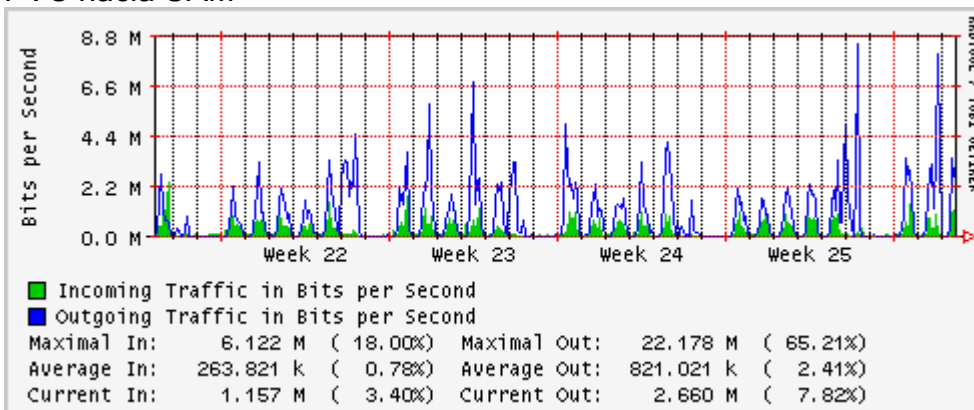 8.8 M
6.6 M
4.4 M
2.2 M
0.0 M
Bits per Second
Week 22 Week 23 Week 24 Week 25
Incoming Traffic in Bits per Second
Outgoing Traffic in Bits per Second
Maximal In: 6.122 M ( 18.00%) Maximal Out: 22.178 M ( 65.21%)
Average In: 263.821 k ( 0.78%) Average Out: 821.021 k ( 2.41%)
Current In: 1.157 M ( 3.40%) Current Out: 2.660 M ( 7.82%)